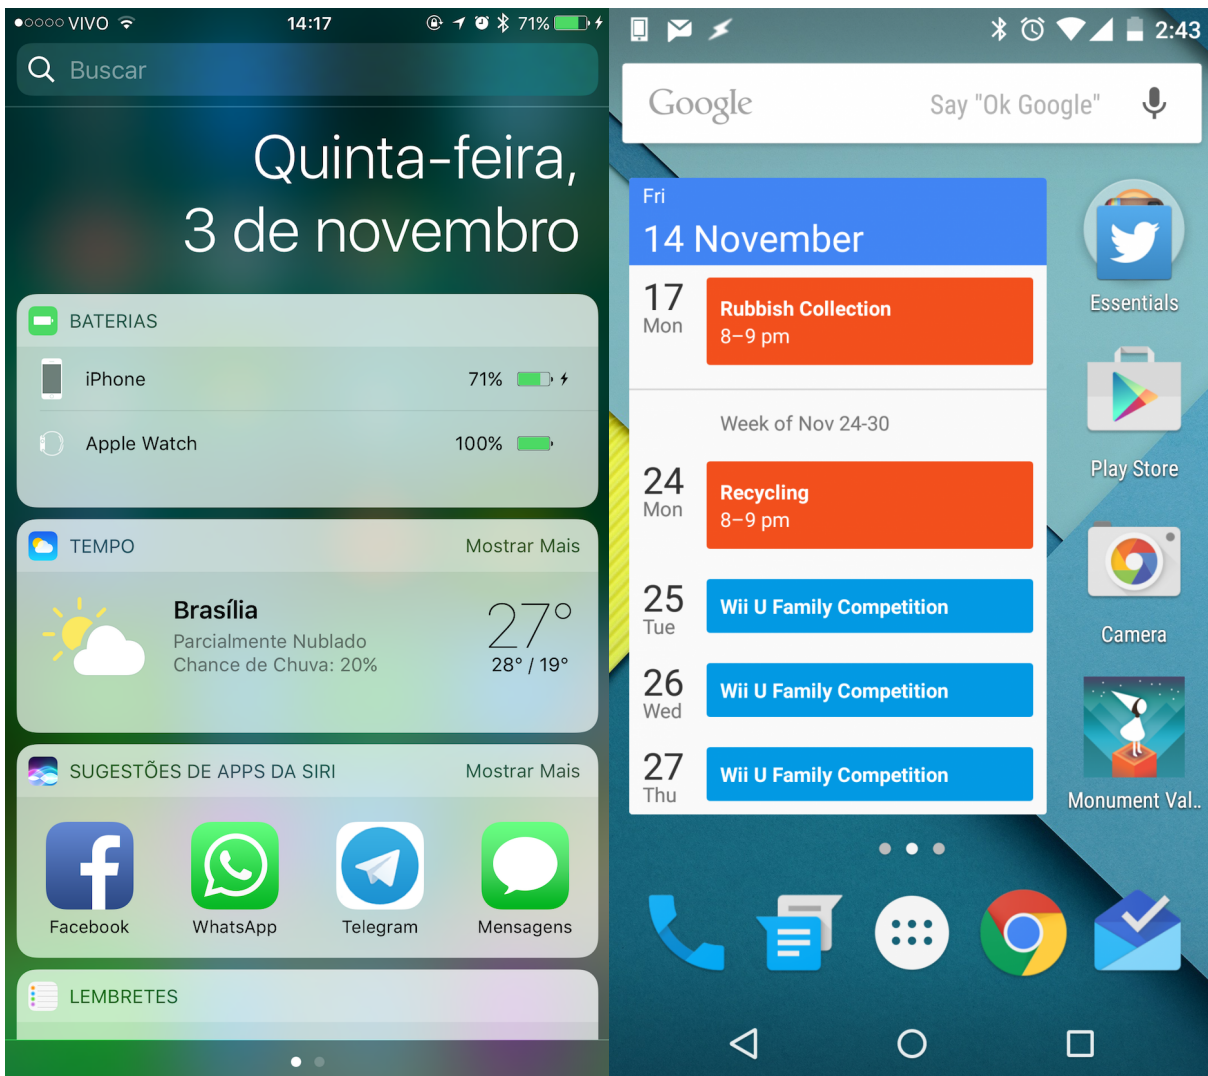 VIVO 14:17 71%
Buscar
Quinta-feira,
3 de novembro
BATERIAS
iPhone 71%
Apple Watch 100%
TEMPO Mostrar Mais
Brasília 27°
Parcialmente Nublado
Chance de Chuva: 20% 28° / 19°
SUGESTÕES DE APPS DA SIRI Mostrar Mais
Facebook WhatsApp Telegram Mensagens
LEMBRETES
2:43
Google Say "Ok Google"
Fri
14 November
17 Mon Rubbish Collection
8–9 pm
Week of Nov 24-30
24 Mon Recycling
8–9 pm
25 Tue Wii U Family Competition
26 Wed Wii U Family Competition
27 Thu Wii U Family Competition
Essentials
Play Store
Camera
Monument Val..